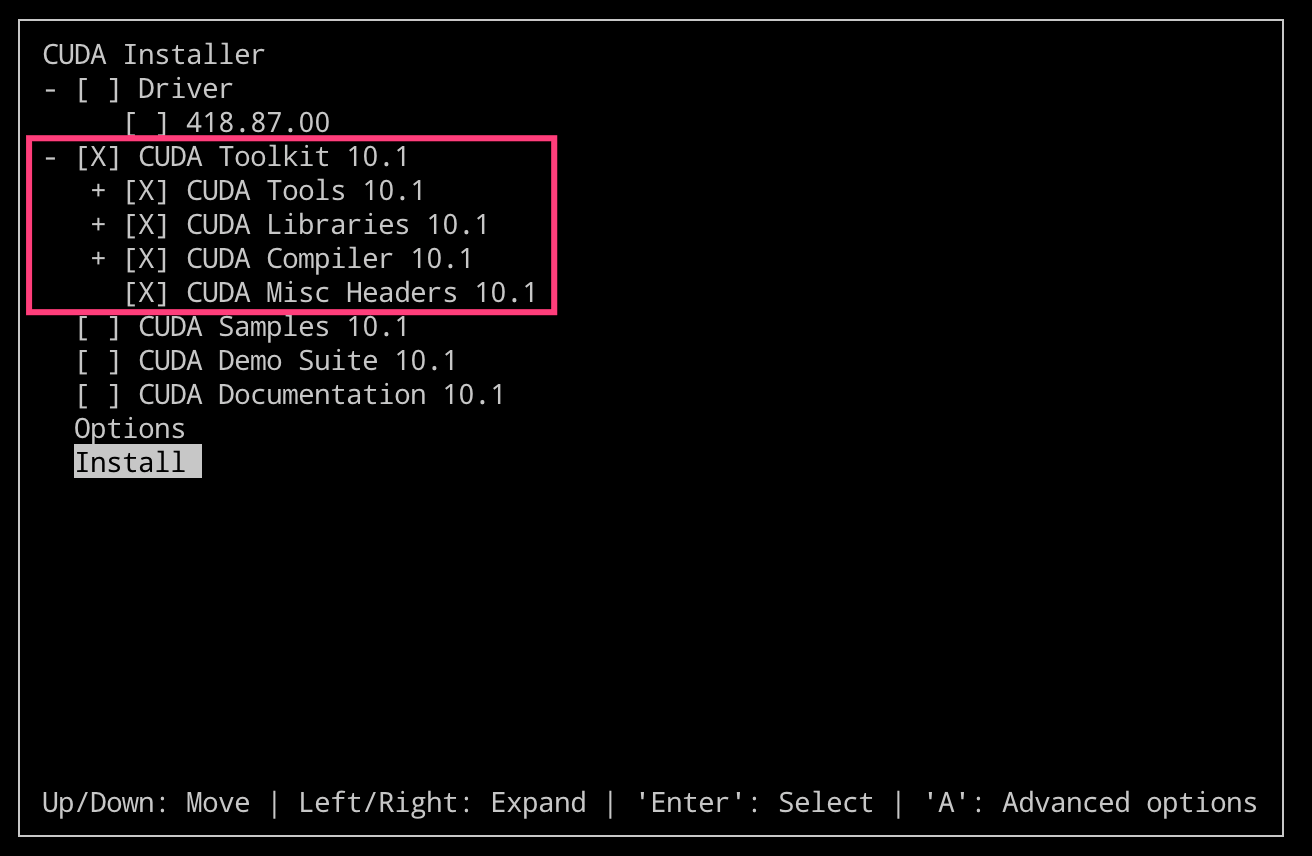 CUDA Installer
- [ ] Driver
[ ] 418.87.00
- [X] CUDA Toolkit 10.1
+ [X] CUDA Tools 10.1
+ [X] CUDA Libraries 10.1
+ [X] CUDA Compiler 10.1
[X] CUDA Misc Headers 10.1
[ ] CUDA Samples 10.1
[ ] CUDA Demo Suite 10.1
[ ] CUDA Documentation 10.1
Options
Install
Up/Down: Move | Left/Right: Expand | 'Enter': Select | 'A': Advanced options